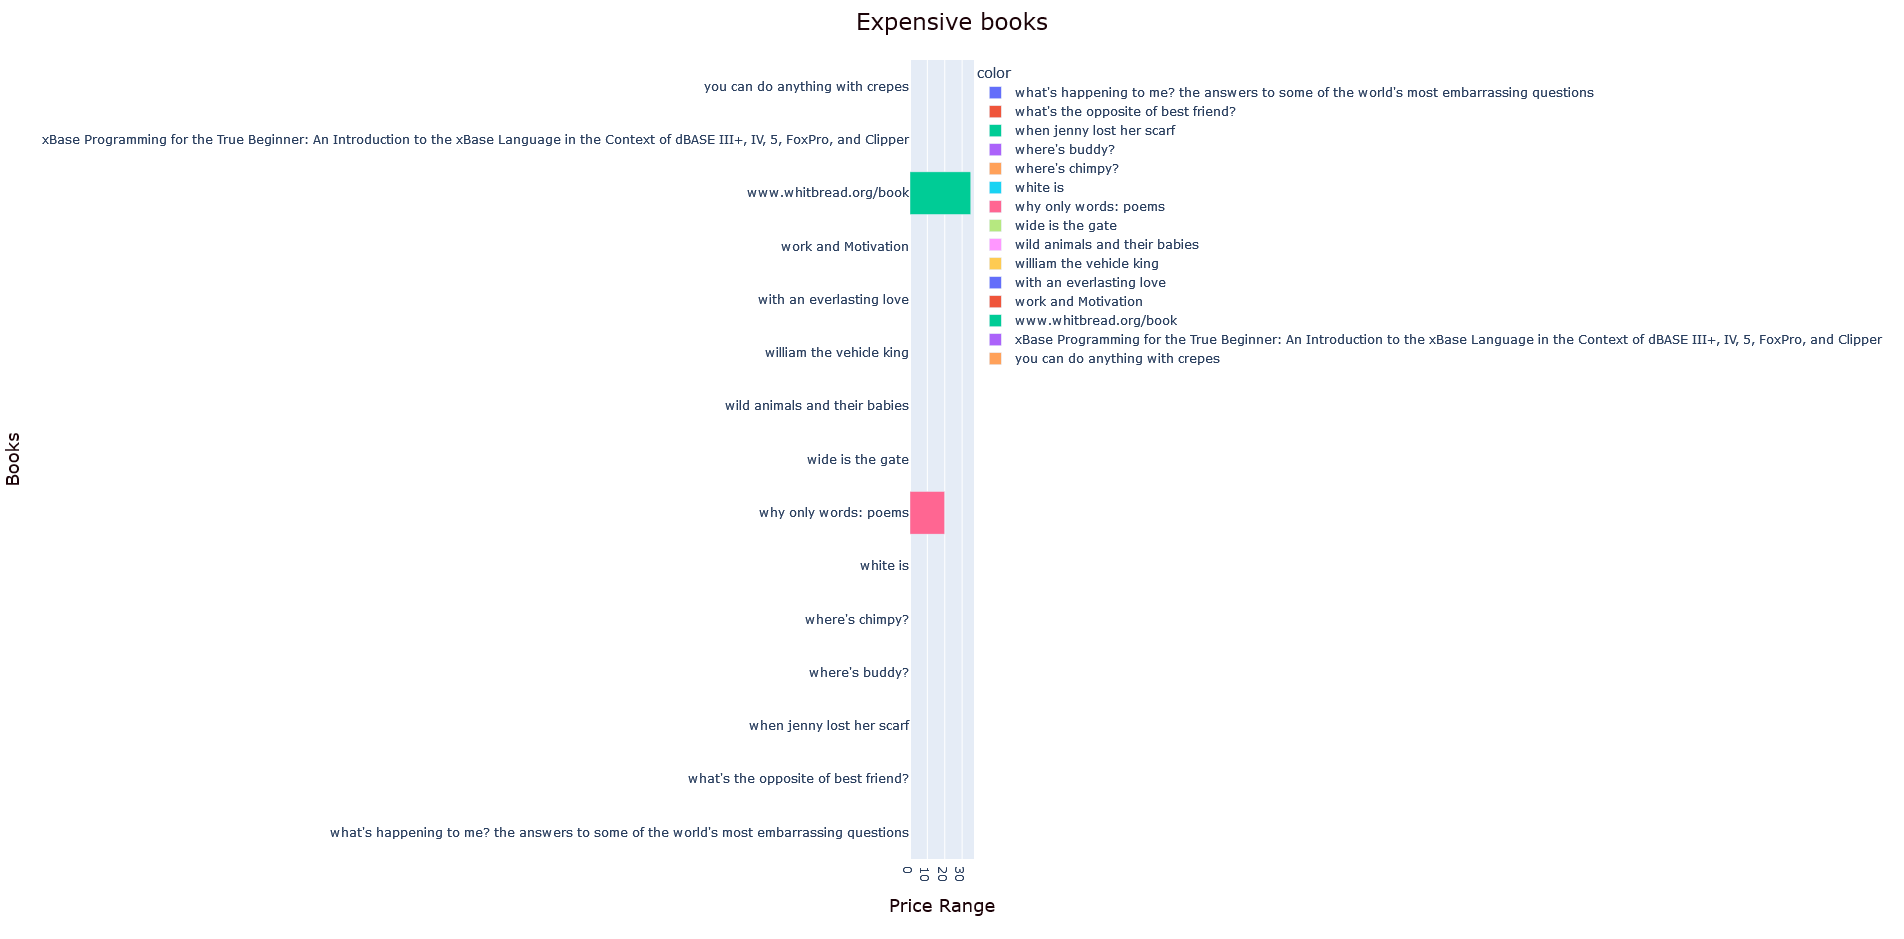 Expensive books
you can do anything with crepes
xBase Programming for the True Beginner: An Introduction to the xBase Language in the Context of dBASE III+, IV, 5, FoxPro, and Clipper
www.whitbread.org/book
work and Motivation
with an everlasting love
william the vehicle king
wild animals and their babies
wide is the gate
why only words: poems
white is
where's chimpy?
where's buddy?
when jenny lost her scarf
what's the opposite of best friend?
what's happening to me? the answers to some of the world's most embarrassing questions
Books
0
10
20
30
Price Range
color
what's happening to me? the answers to some of the world's most embarrassing questions
what's the opposite of best friend?
when jenny lost her scarf
where's buddy?
where's chimpy?
white is
why only words: poems
wide is the gate
wild animals and their babies
william the vehicle king
with an everlasting love
work and Motivation
www.whitbread.org/book
xBase Programming for the True Beginner: An Introduction to the xBase Language in the Context of dBASE III+, IV, 5, FoxPro, and Clipper
you can do anything with crepes